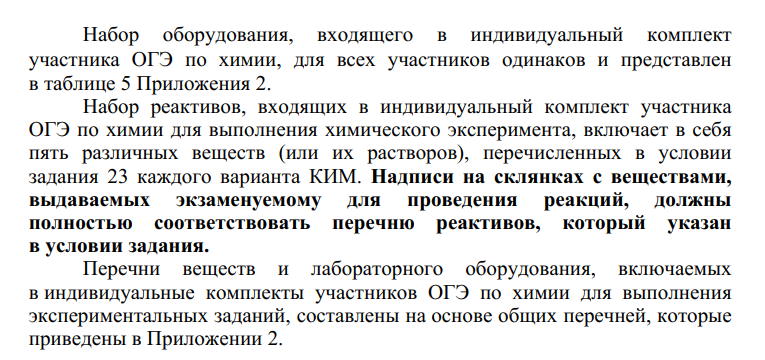 Набор оборудования, входящего в индивидуальный комплект
участника ОГЭ по химии, для всех участников одинаков и представлен
в таблице 5 Приложения 2.
Набор реактивов, входящих в индивидуальный комплект участника
ОГЭ по химии для выполнения химического эксперимента, включает в себя
пять различных веществ (или их растворов), перечисленных в условии
задания 23 каждого варианта КИМ. Надписи на склянках с веществами,
выдаваемых экзаменуемому для проведения реакций, должны
полностью соответствовать перечню реактивов, который указан
в условии задания.
Перечни веществ и лабораторного оборудования, включаемых
в индивидуальные комплекты участников ОГЭ по химии для выполнения
экспериментальных заданий, составлены на основе общих перечней, которые
приведены в Приложении 2.